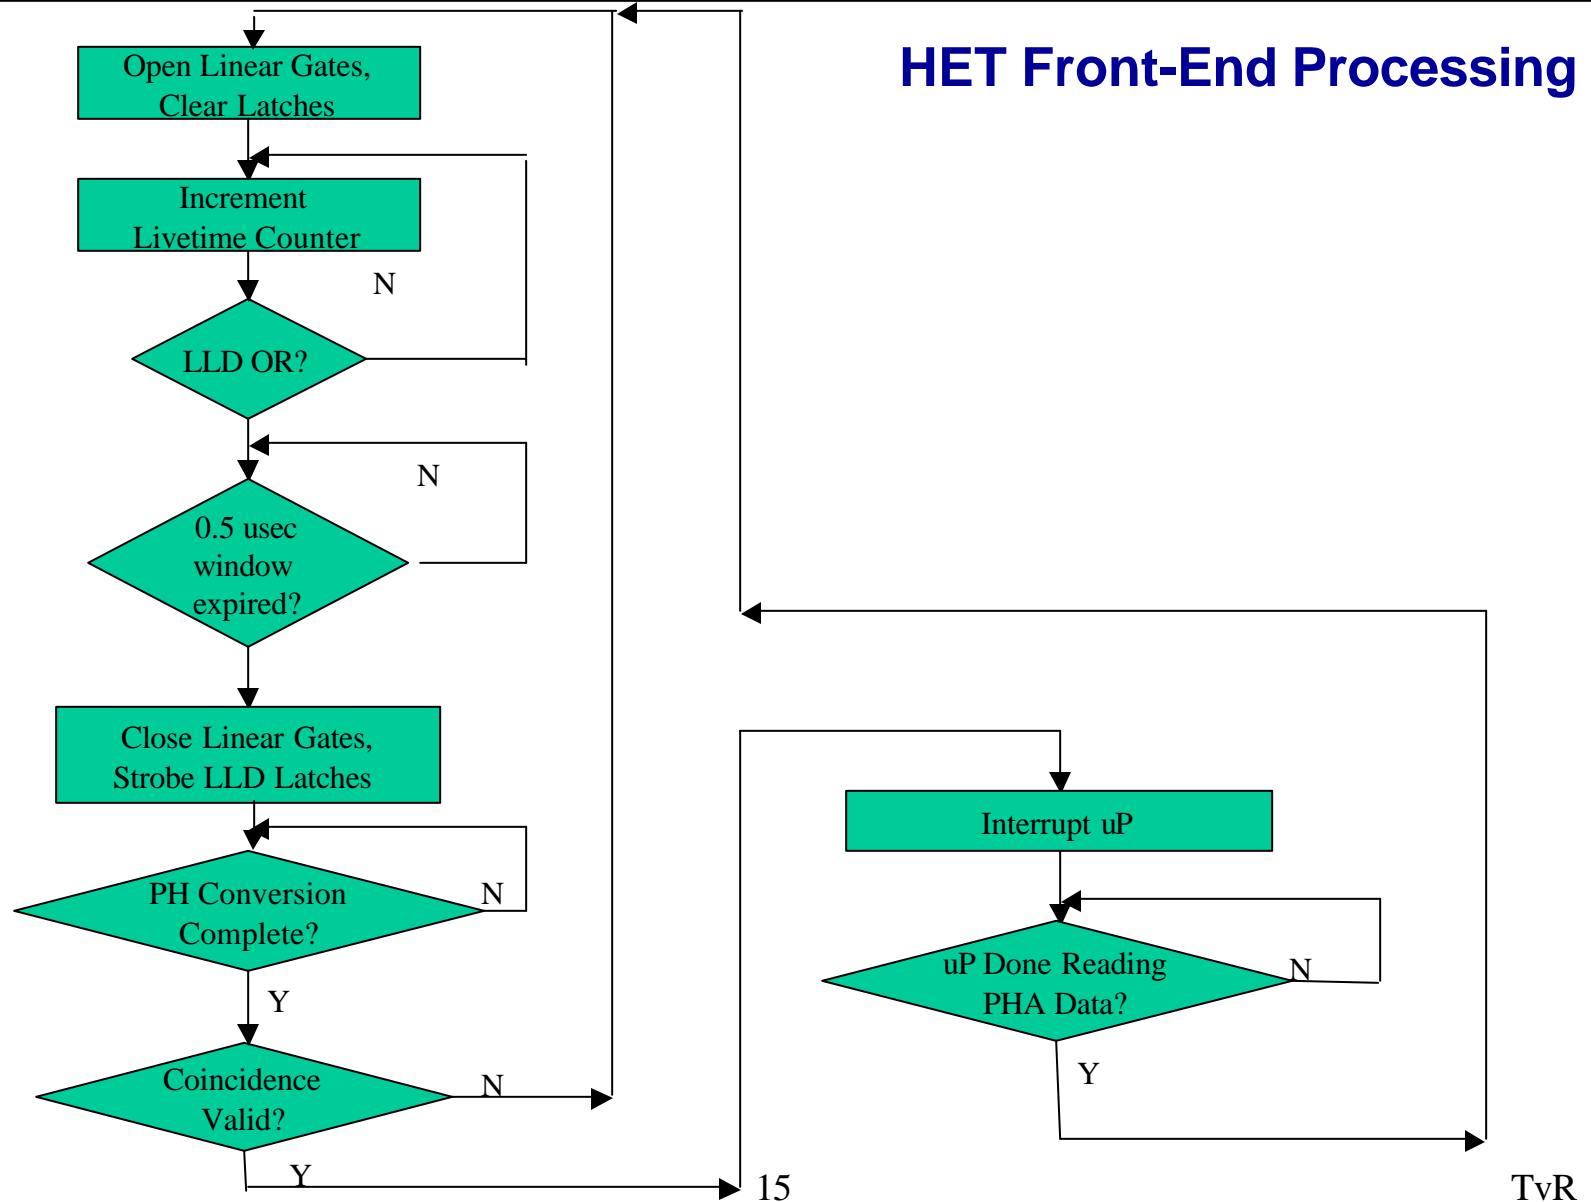 HET Front-End Processing
Open Linear Gates,
Clear Latches
Increment
Livetime Counter
N
LLD OR?
N
0.5 usec
window
expired?
Close Linear Gates,
Strobe LLD Latches
PH Conversion
Complete?
N
Y
Coincidence
Valid?
N
Y
Interrupt uP
uP Done Reading
PHA Data?
N
Y
15
TvR